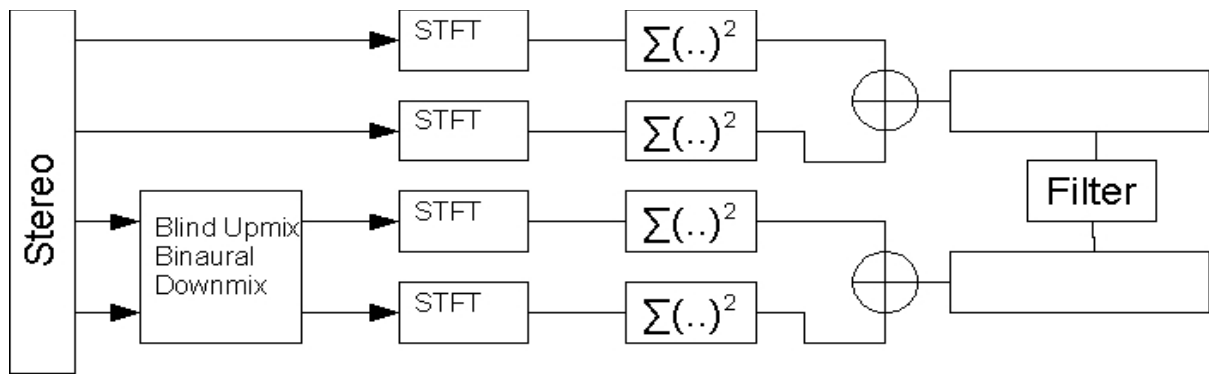 Stereo
STFT
∑(..)²
STFT
∑(..)²
Blind Upmix
Binaural
Downmix
STFT
∑(..)²
STFT
∑(..)²
Filter